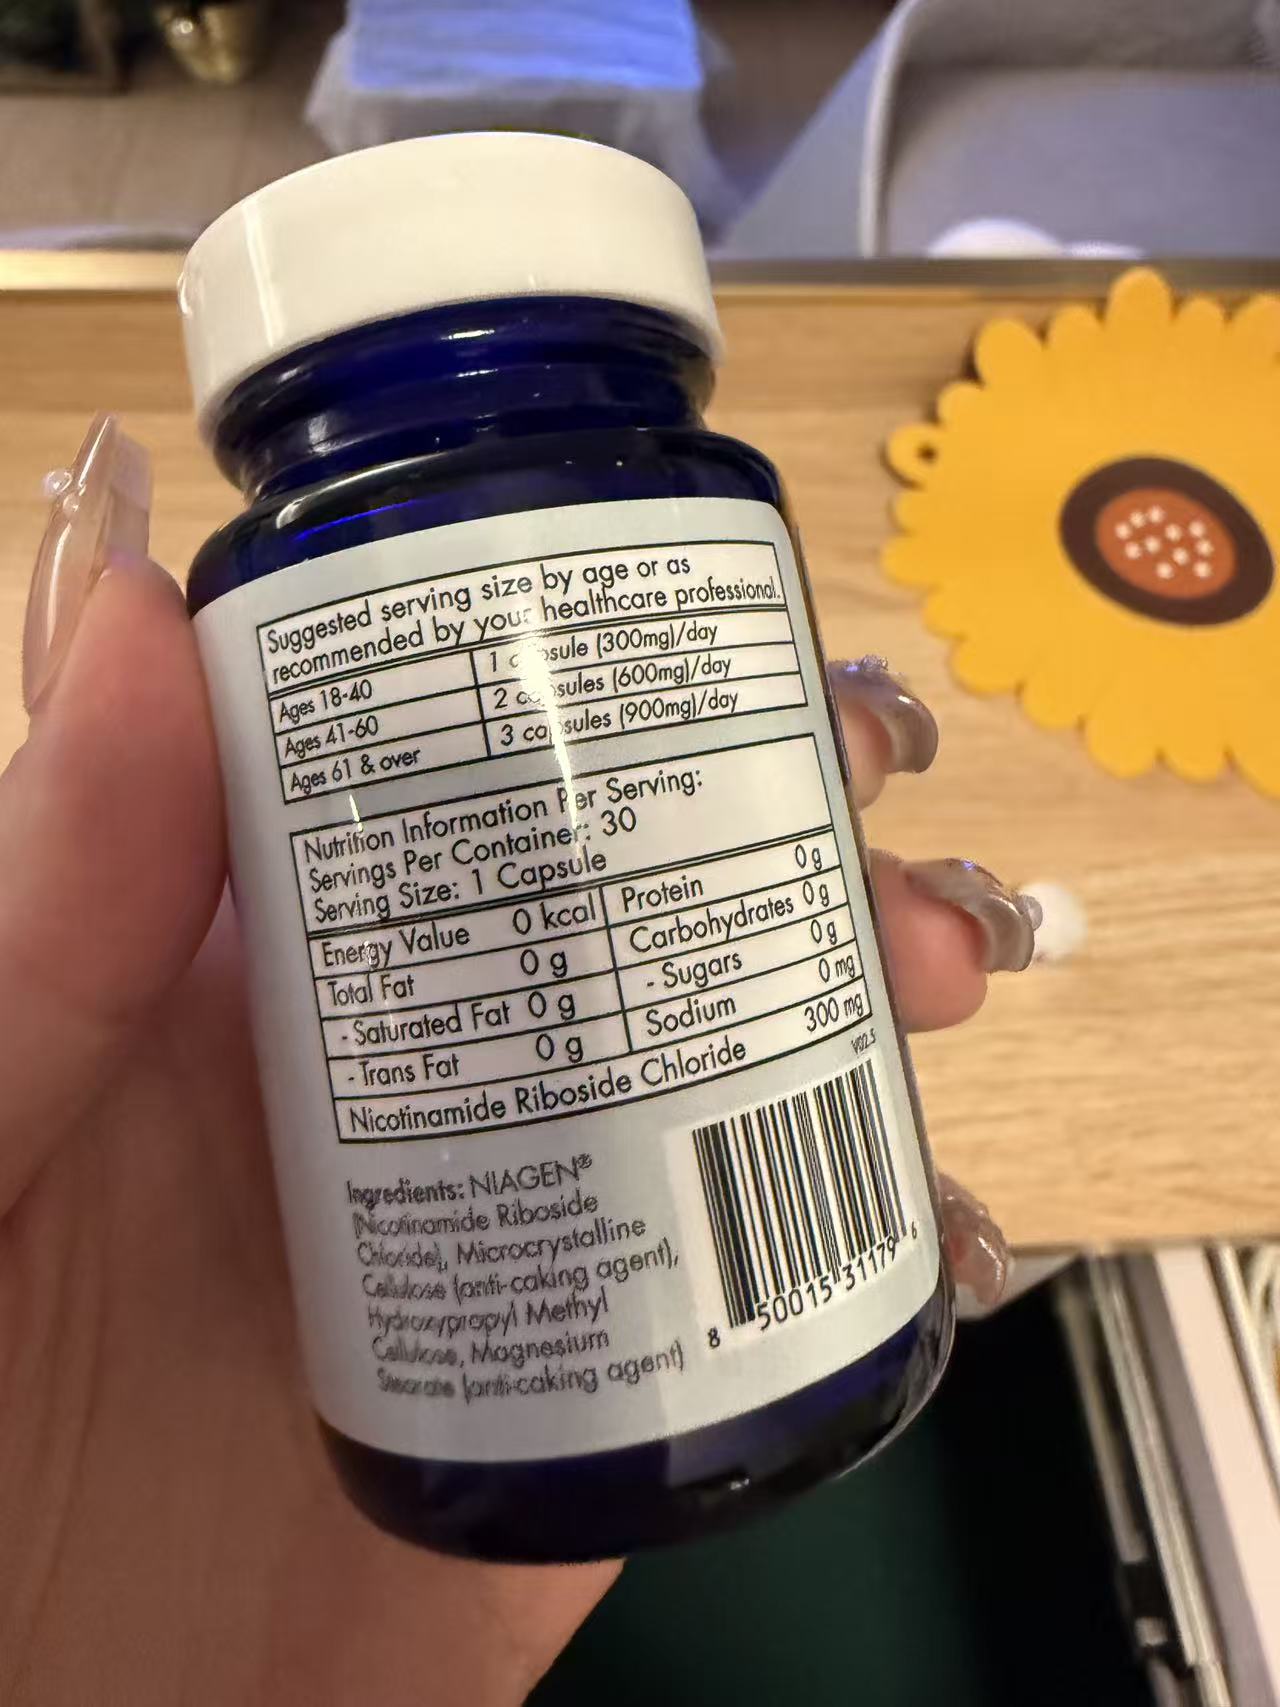 Suggested serving size by age or as
recommended by your healthcare professional.
Ages 18-40 1 capsule (300mg)/day
Ages 41-60 2 capsules (600mg)/day
Ages 61 & over 3 capsules (900mg)/day
Nutrition Information Per Serving:
Servings Per Container: 30
Serving Size: 1 Capsule
Energy Value 0 kcal
Total Fat 0 g
- Saturated Fat 0 g
- Trans Fat 0 g
Protein 0 g
Carbohydrates 0 g
- Sugars 0 g
Sodium 0 mg
Nicotinamide Riboside Chloride 300 mg
V02.5
Ingredients: NIAGEN®
(Nicotinamide Riboside
Chloride), Microcrystalline
Cellulose (anti-caking agent),
Hydroxypropyl Methyl
Cellulose, Magnesium
Stearate (anti-caking agent)
8 50015 31179 6